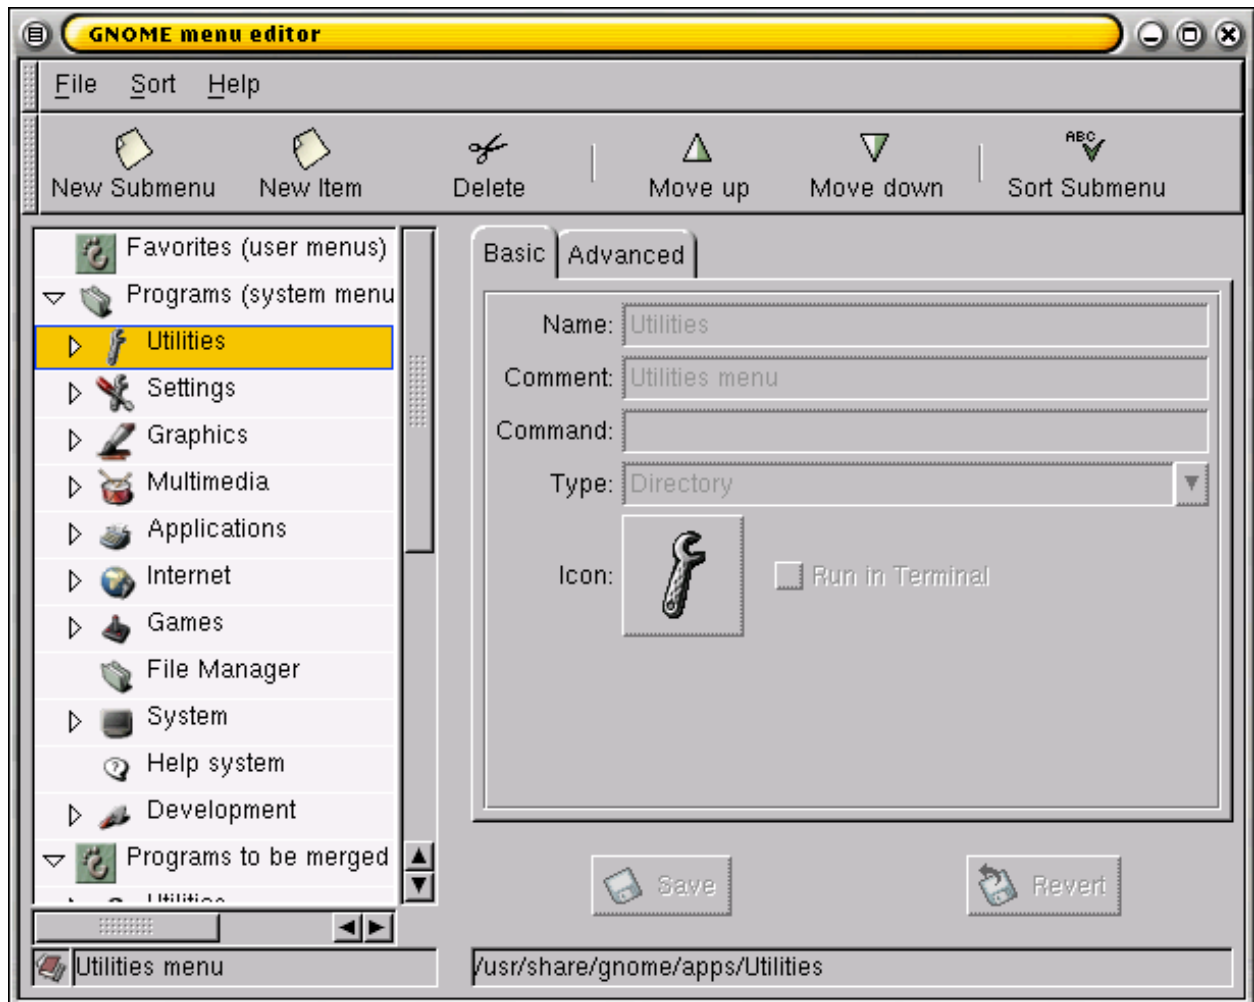 GNOME menu editor
File Sort Help
New Submenu New Item Delete Move up Move down ABC Sort Submenu
Favorites (user menus)
Programs (system menu
Utilities
Settings
Graphics
Multimedia
Applications
Internet
Games
File Manager
System
Help system
Development
Programs to be merged
Utilities
Utilities menu
Basic Advanced
Name: Utilities
Comment: Utilities menu
Command:
Type: Directory
Icon: Run in Terminal
Save Revert
/usr/share/gnome/apps/Utilities